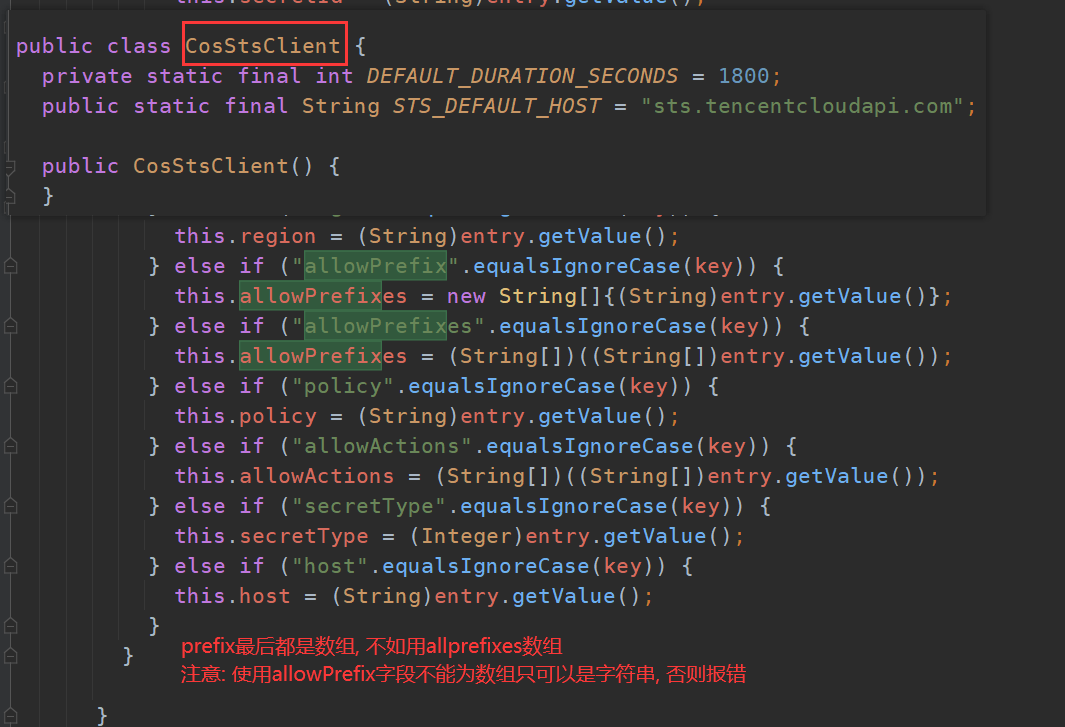 this.secretId = (String)entry.getValue();
public class CosStsClient {
private static final int DEFAULT_DURATION_SECONDS = 1800;
public static final String STS_DEFAULT_HOST = "sts.tencentcloudapi.com";
public CosStsClient() {
}
this.region = (String)entry.getValue();
} else if ("allowPrefix".equalsIgnoreCase(key)) {
this.allowPrefixes = new String[]{(String)entry.getValue()};
} else if ("allowPrefixes".equalsIgnoreCase(key)) {
this.allowPrefixes = (String[])((String[])entry.getValue());
} else if ("policy".equalsIgnoreCase(key)) {
this.policy = (String)entry.getValue();
} else if ("allowActions".equalsIgnoreCase(key)) {
this.allowActions = (String[])((String[])entry.getValue());
} else if ("secretType".equalsIgnoreCase(key)) {
this.secretType = (Integer)entry.getValue();
} else if ("host".equalsIgnoreCase(key)) {
this.host = (String)entry.getValue();
}
prefix最后都是数组, 不如用allprefixes数组
}
注意: 使用allowPrefix字段不能为数组只可以是字符串, 否则报错
}